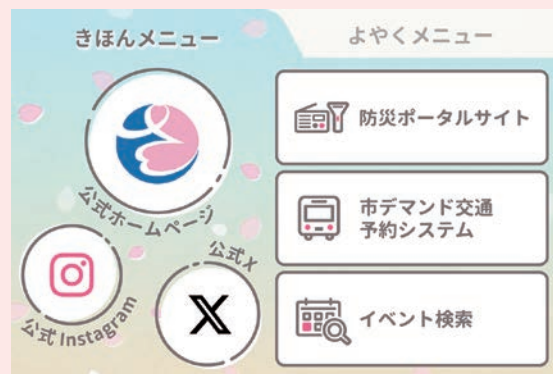 きほんメニュー
よやくメニュー
公式ホームページ
公式Instagram
公式X
防災ポータルサイト
市デマンド交通
予約システム
イベント検索